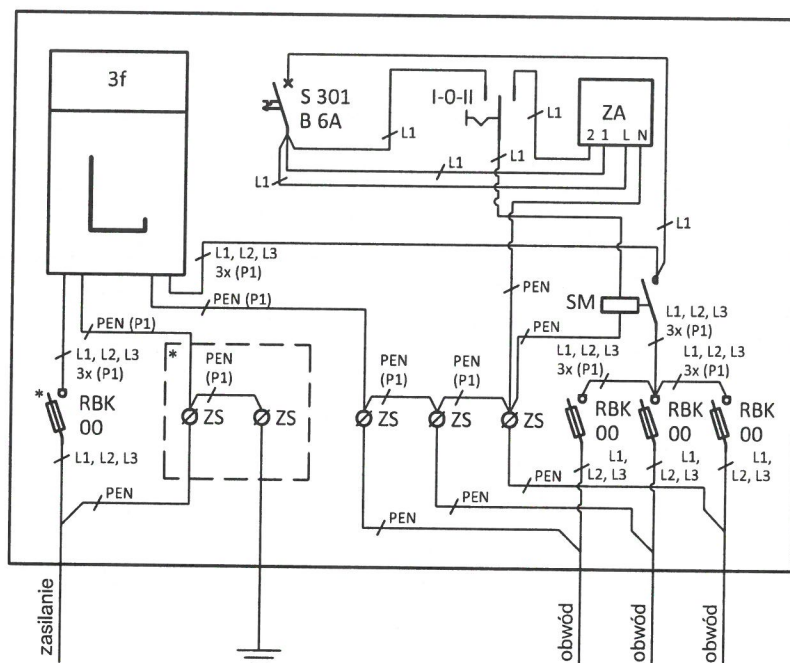 3f
S 301
B 6A
I-0-II
ZA
2 1 L N
L1
L1
L1
L1
L1
L1
L1, L2, L3
3x (P1)
PEN (P1)
PEN (P1)
PEN
SM
PEN
L1, L2, L3
3x (P1)
L1, L2, L3
3x (P1)
*
PEN
(P1)
PEN
(P1)
PEN
(P1)
L1, L2, L3
3x (P1)
L1, L2, L3
3x (P1)
*
RBK
00
ZS
ZS
ZS
ZS
ZS
RBK
00
RBK
00
RBK
00
L1, L2, L3
L1,
L2, L3
L1,
L2, L3
L1,
L2, L3
PEN
PEN
PEN
PEN
zasilanie
obwód
obwód
obwód